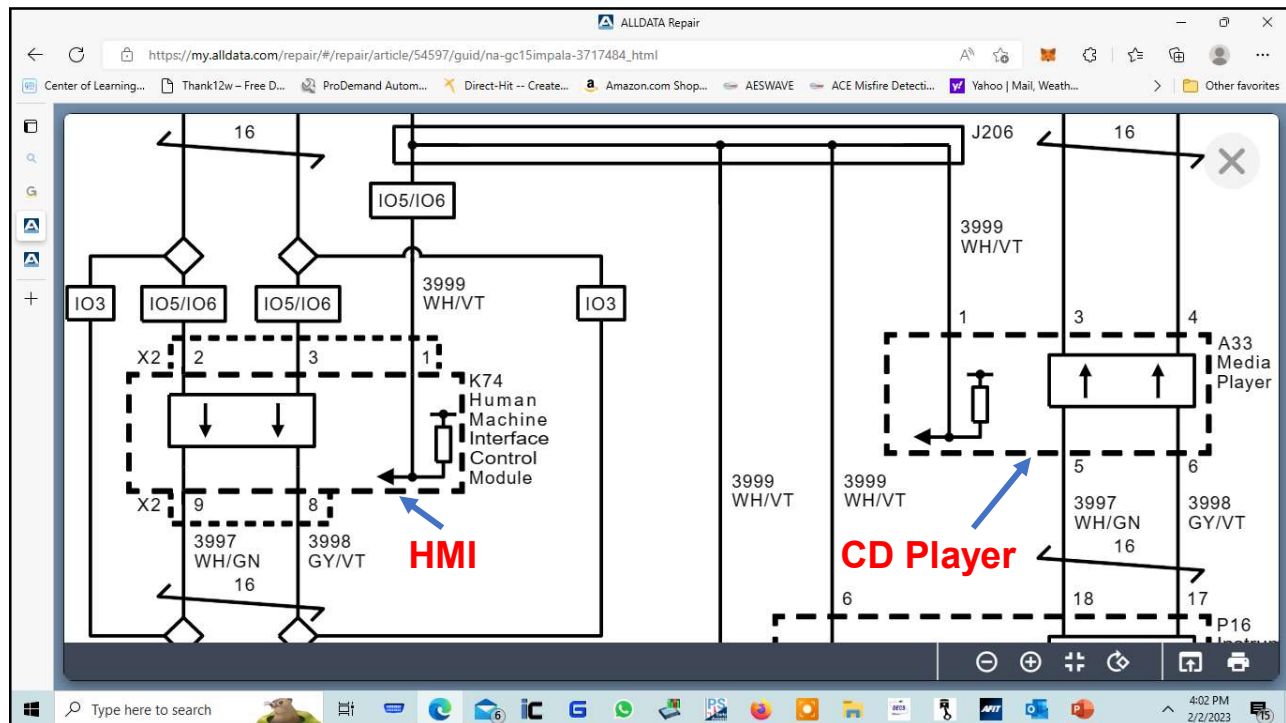 ALLDATA Repair
https://my.alldata.com/repair/#/repair/article/54597/guid/na-gc15impala-3717484_html
Center of Learning... Thank12w – Free D... ProDemand Autom... Direct-Hit -- Create... Amazon.com Shop... AESWAVE ACE Misfire Detecti... Yahoo | Mail, Weath... Other favorites
16 J206 16
IO5/IO6
3999
WH/VT
3999
WH/VT
IO3 IO5/IO6 IO5/IO6 IO3
1 3 4
X2 2 3 1
A33
Media
Player
K74
Human
Machine
Interface
Control
Module
5 6
X2 9 8
3999
WH/VT
3999
WH/VT
3997
WH/GN
3998
GY/VT
3997
WH/GN
3998
GY/VT
HMI
CD Player
16 16
6 18 17
P16
Type here to search
6
iC
G
PS
AFIT
4:02 PM
2/2/2023